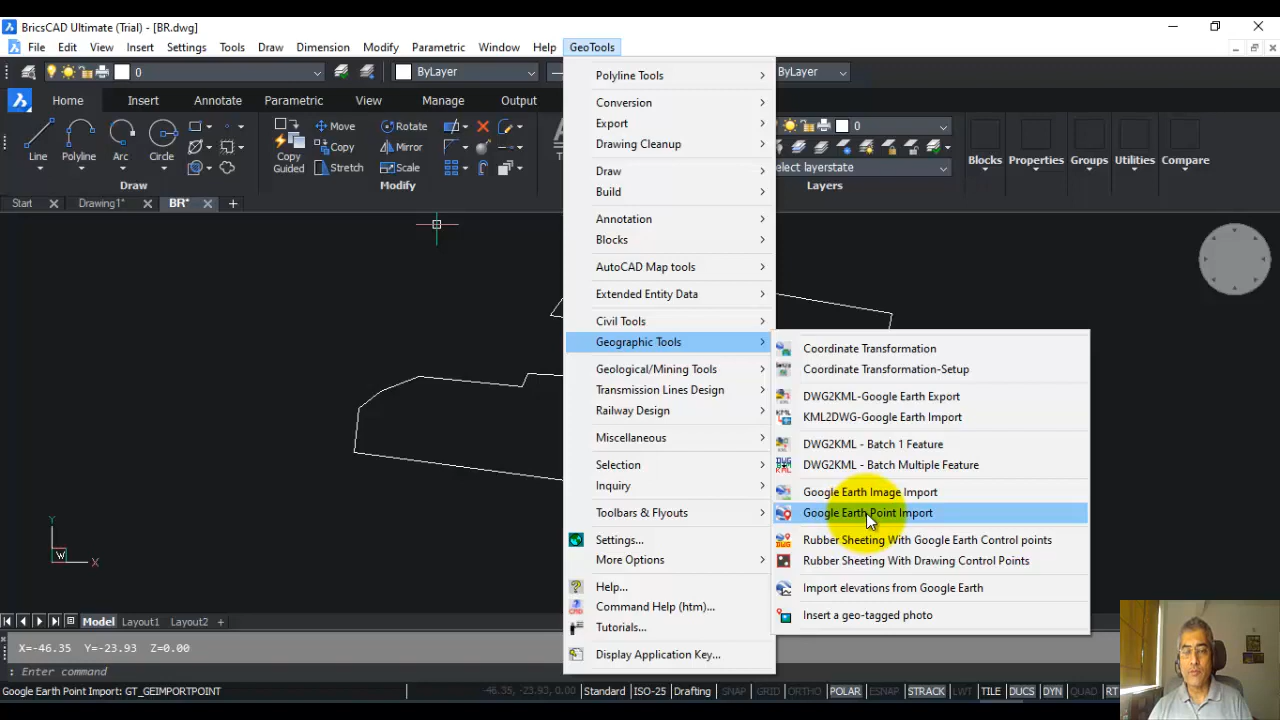 BricsCAD Ultimate (Trial) - [BR.dwg]
File Edit View Insert Settings Tools Draw Dimension Modify Parametric Window Help GeoTools
0 ByLayer ByLayer
Home Insert Annotate Parametric View Manage Output
Line Polyline Arc Circle
Copy Guided
Move Rotate
Copy Mirror
Stretch Scale
0
select layerstate
Blocks Properties Groups Utilities Compare
Draw Modify Layers
Start Drawing1* BR*
Polyline Tools
Conversion
Export
Drawing Cleanup
Draw
Build
Annotation
Blocks
AutoCAD Map tools
Extended Entity Data
Civil Tools
Geographic Tools
Geological/Mining Tools
Transmission Lines Design
Railway Design
Miscellaneous
Selection
Inquiry
Toolbars & Flyouts
Settings...
More Options
Help...
Command Help (htm)...
Tutorials...
Display Application Key...
Coordinate Transformation
Coordinate Transformation-Setup
DWG2KML-Google Earth Export
KML2DWG-Google Earth Import
DWG2KML - Batch 1 Feature
DWG2KML - Batch Multiple Feature
Google Earth Image Import
Google Earth Point Import
Rubber Sheeting With Google Earth Control points
Rubber Sheeting With Drawing Control Points
Import elevations from Google Earth
Insert a geo-tagged photo
Y
W
X
Model Layout1 Layout2
X=-46.35 Y=-23.93 Z=0.00
: Enter command
Google Earth Point Import: GT_GEIMPORTPOINT
-46.35, -23.93, 0.00 Standard ISO-25 Drafting SNAP GRID ORTHO POLAR ESNAP STRACK LWT TILE DUCS DYN QUAD RT